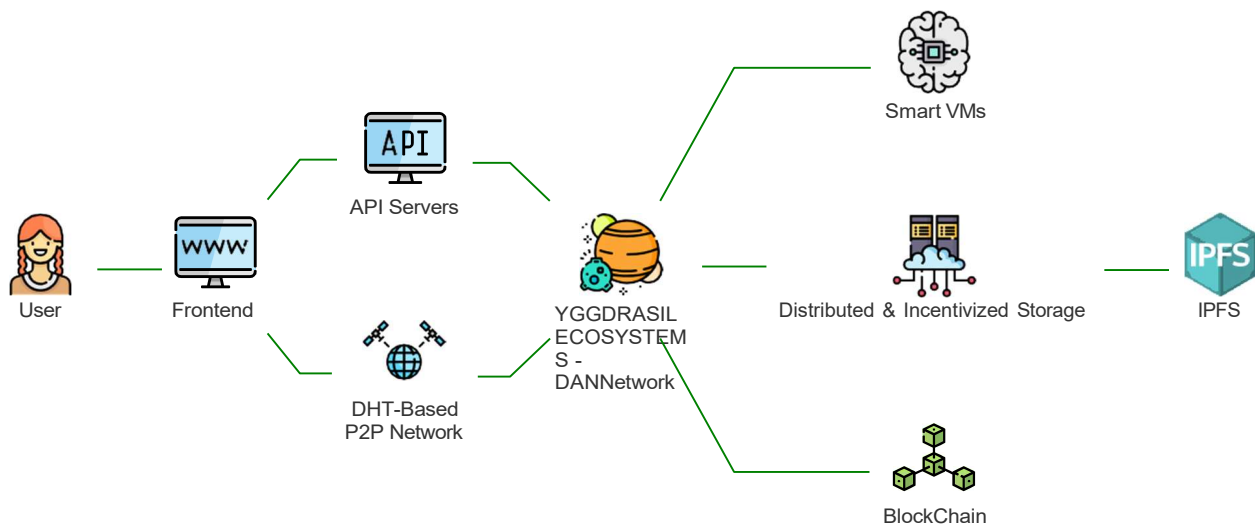 Smart VMs
API
API Servers
WWW
User
Frontend
YGGDRASIL
ECOSYSTEM
S -
DANNetwork
Distributed & Incentivized Storage
IPFS
IPFS
DHT-Based
P2P Network
BlockChain